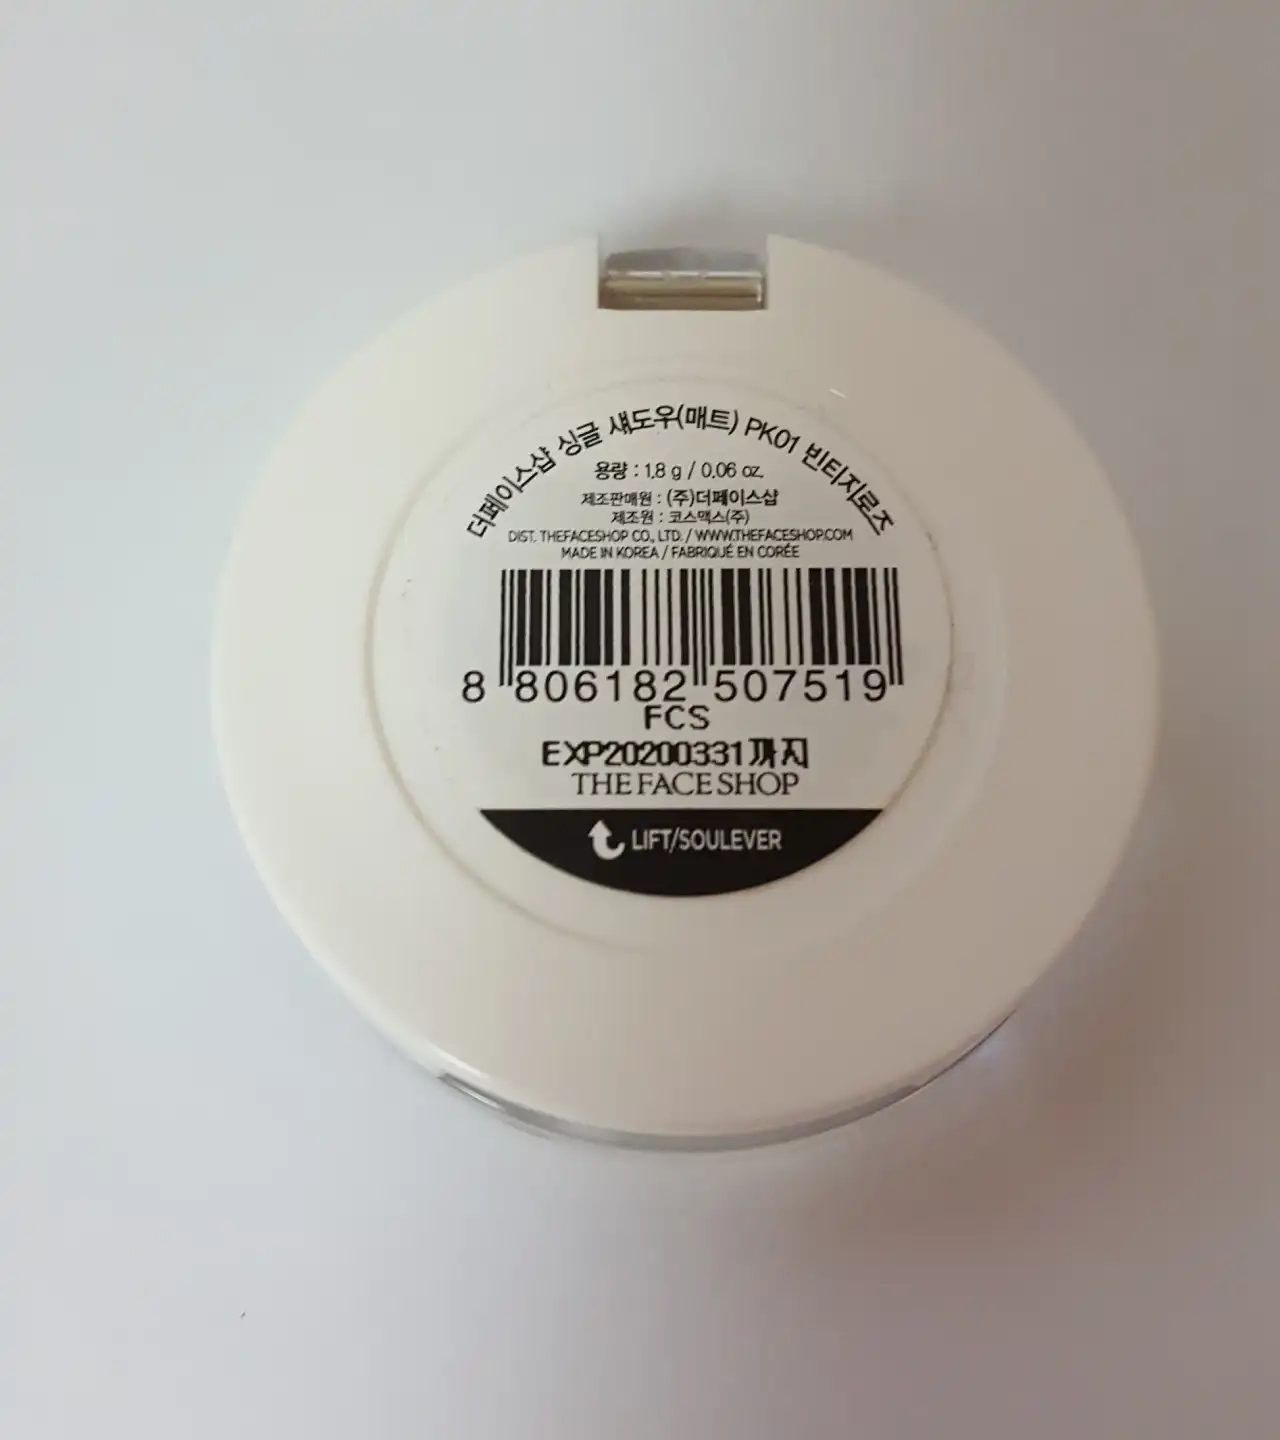 더페이스샵 싱글 섀도우(매트) PK01 빈티지로즈
용량 : 1.8 g / 0.06 oz.
제조판매원 : (주)더페이스샵
제조원 : 코스맥스(주)
DIST. THEFACESHOP CO., LTD. / WWW.THEFACESHOP.COM
MADE IN KOREA / FABRIQUÉ EN CORÉE
8 806182 507519
FCS
EXP20200331까지
THE FACE SHOP
LIFT/SOULEVER